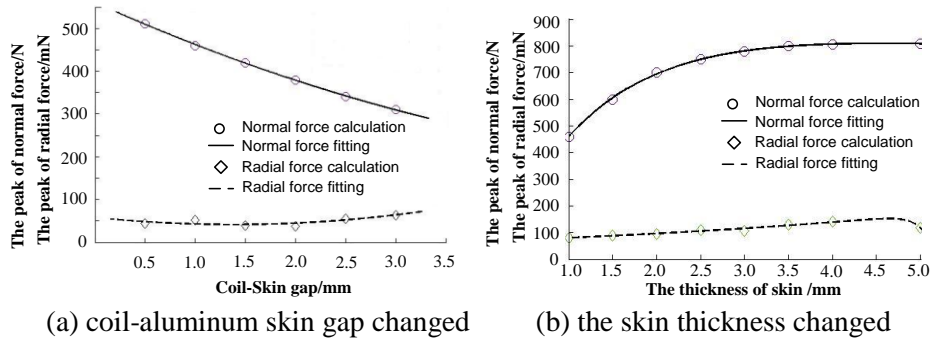 The peak of normal force/N
The peak of radial force/mN
500
400
300
200
100
0
0.5 1.0 1.5 2.0 2.5 3.0 3.5
Coil-Skin gap/mm
Normal force calculation
Normal force fitting
Radial force calculation
Radial force fitting
(a) coil-aluminum skin gap changed
The peak of normal force/N
The peak of radial force/mN
900
800
700
600
500
400
300
200
100
0
1.0 1.5 2.0 2.5 3.0 3.5 4.0 4.5 5.0
The thickness of skin /mm
Normal force calculation
Normal force fitting
Radial force calculation
Radial force fitting
(b) the skin thickness changed